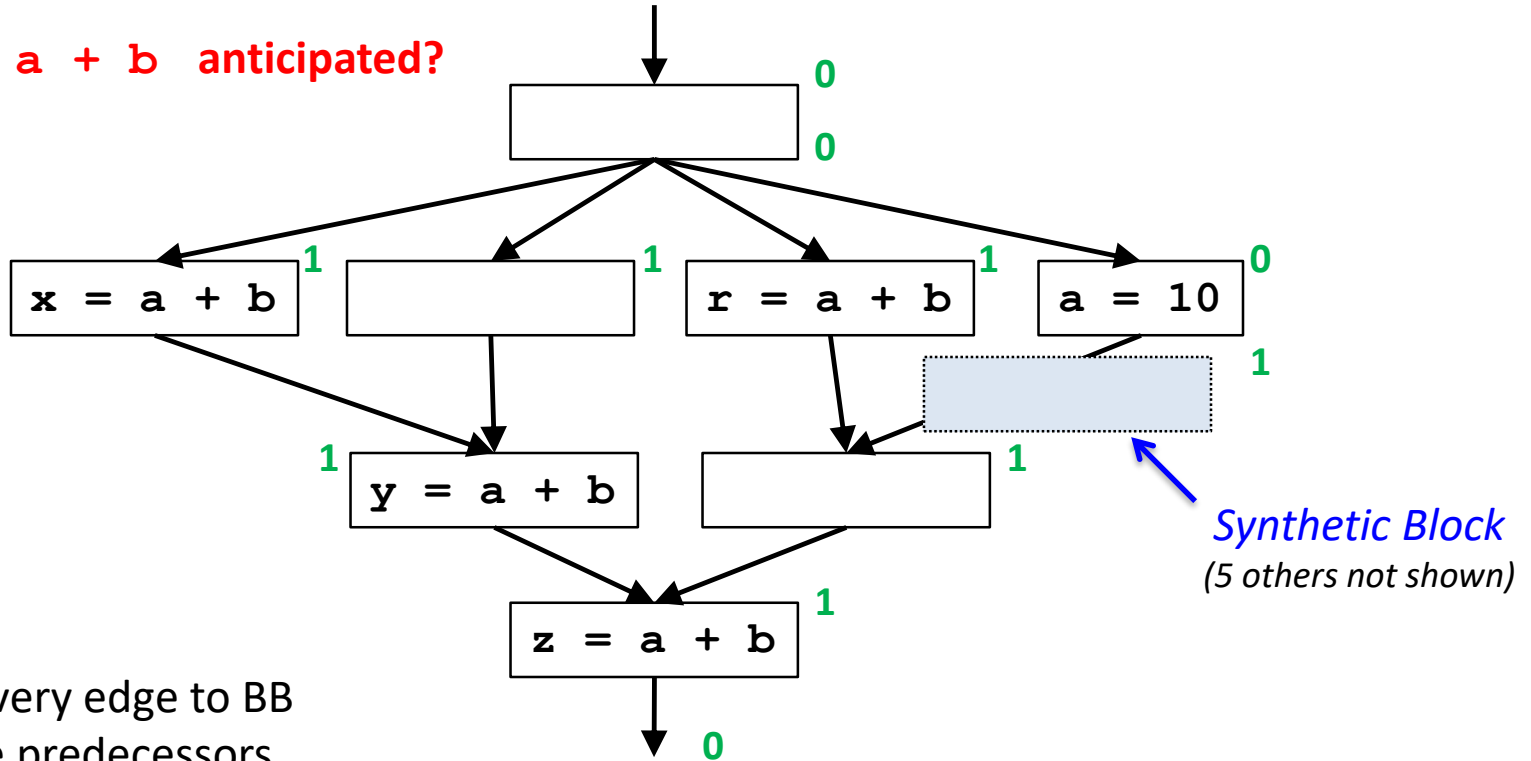 a + b anticipated?
0
0
1
1
1
0
x = a + b
r = a + b
a = 10
1
1
1
y = a + b
Synthetic Block
(5 others not shown)
1
z = a + b
very edge to BB
e predecessors
0